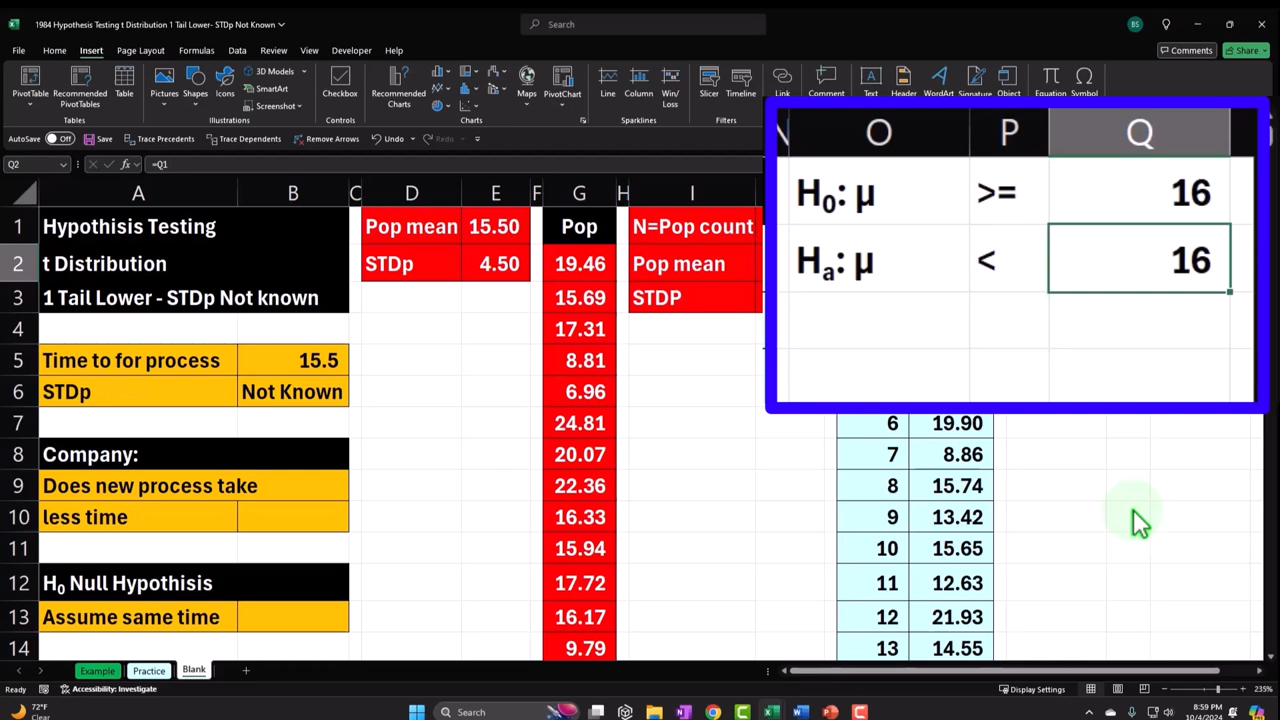 1984 Hypothesis Testing t Distribution 1 Tail Lower- STDp Not Known
Search
BS
File Home Insert Page Layout Formulas Data Review View Developer Help
Comments Share
PivotTable Recommended PivotTables Table
Tables
Pictures Shapes Icons 3D Models SmartArt Screenshot
Illustrations
Checkbox
Controls
Recommended Charts Maps PivotChart
Charts
Line Column Win/Loss
Sparklines
Slicer Timeline
Filters
Link
Comment
Text Header WordArt Signature Object
Equation Symbol
AutoSave Off Save Trace Precedents Trace Dependents Remove Arrows Undo
Q2 fx =Q1
A B C D E F G H I
1 Hypothisis Testing Pop mean 15.50 Pop N=Pop count
2 t Distribution STDp 4.50 19.46 Pop mean
3 1 Tail Lower - STDp Not known 15.69 STDP
4 17.31
5 Time to for process 15.5 8.81
6 STDp Not Known 6.96
7 24.81 6 19.90
8 Company: 20.07 7 8.86
9 Does new process take 22.36 8 15.74
10 less time 16.33 9 13.42
11 15.94 10 15.65
12 H₀ Null Hypothisis 17.72 11 12.63
13 Assume same time 16.17 12 21.93
14 9.79 13 14.55
O P Q
H₀: µ >= 16
Hₐ: µ < 16
Example Practice Blank
Ready Accessibility: Investigate Display Settings 235%
72°F
Clear
Search
8:59 PM
10/4/2024